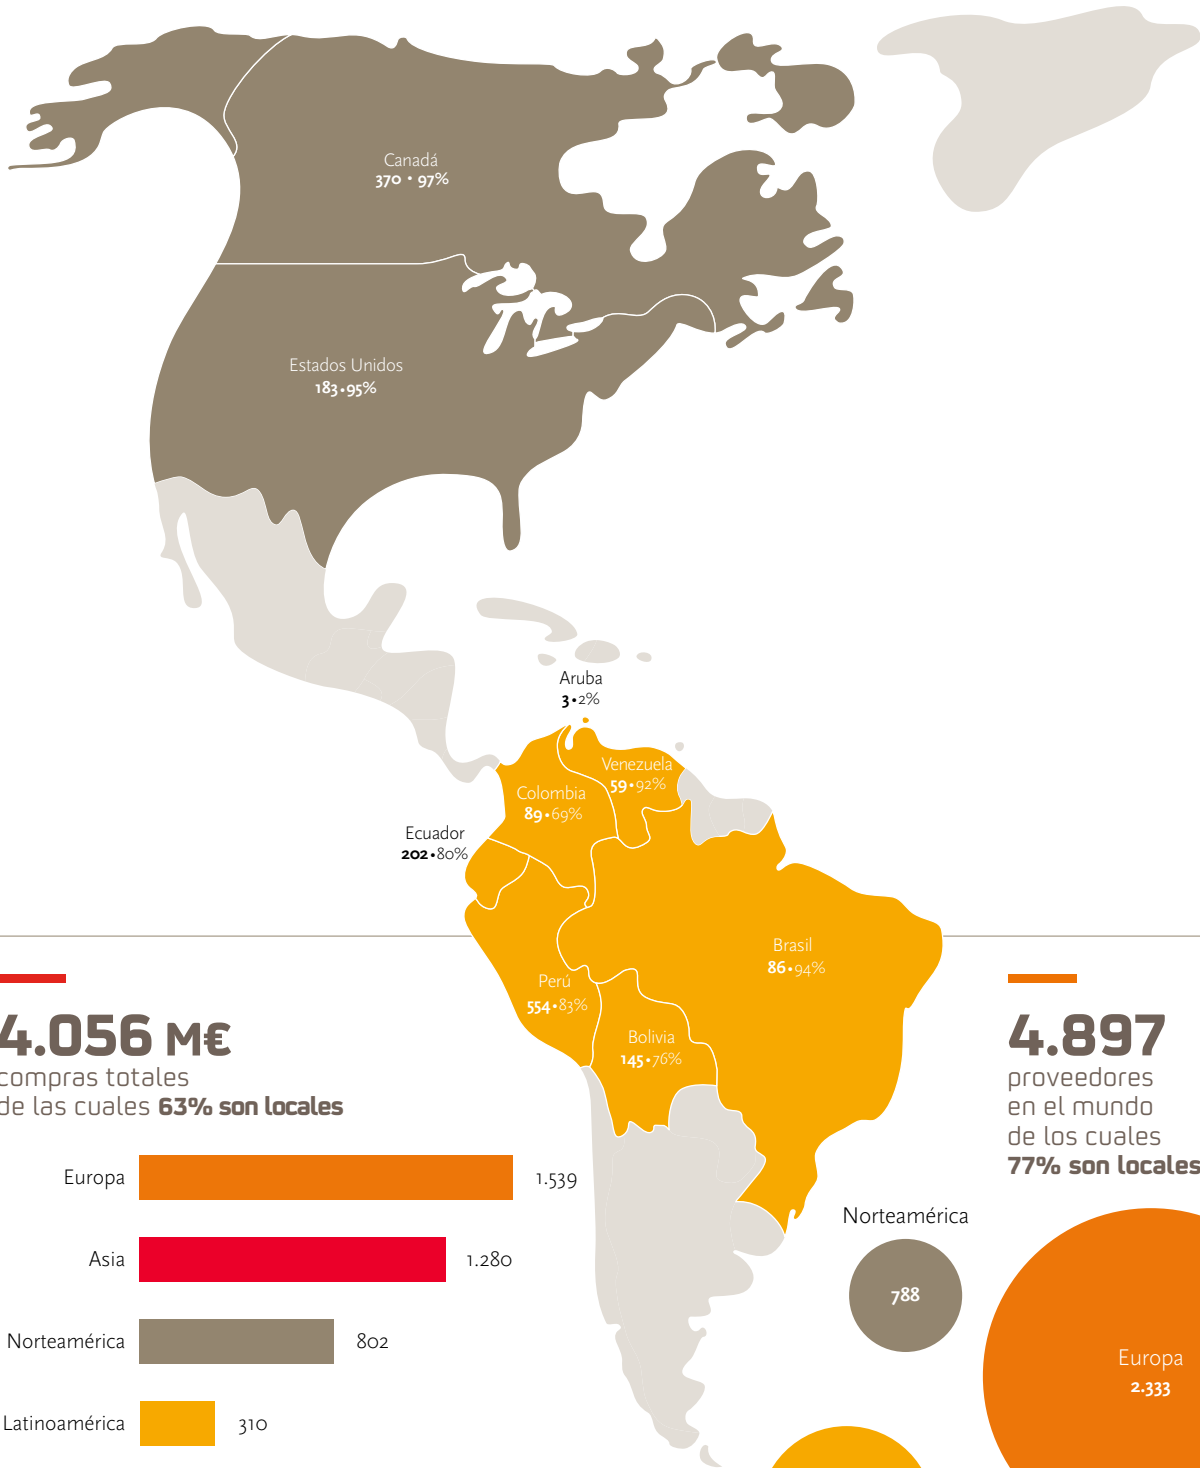 Canadá
370 • 97%
Estados Unidos
183•95%
Aruba
3•2%
Venezuela
59•92%
Colombia
89•69%
Ecuador
202•80%
Brasil
86•94%
Perú
554•83%
Bolivia
145•76%
4.056 M€
compras totales
de las cuales 63% son locales
Europa
1.539
Asia
1.280
Norteamérica
802
Latinoamérica
310
4.897
proveedores
en el mundo
de los cuales
77% son locales
Norteamérica
788
Europa
2.333